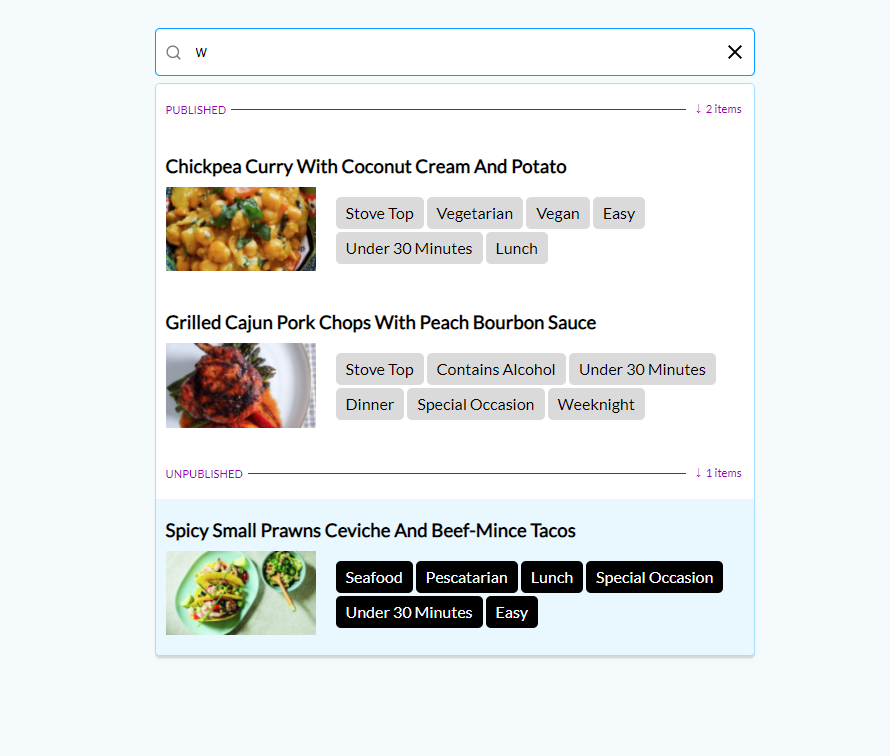 w
PUBLISHED ↓ 2 items
Chickpea Curry With Coconut Cream And Potato
Stove Top Vegetarian Vegan Easy
Under 30 Minutes Lunch
Grilled Cajun Pork Chops With Peach Bourbon Sauce
Stove Top Contains Alcohol Under 30 Minutes
Dinner Special Occasion Weeknight
UNPUBLISHED ↓ 1 items
Spicy Small Prawns Ceviche And Beef-Mince Tacos
Seafood Pescatarian Lunch Special Occasion
Under 30 Minutes Easy